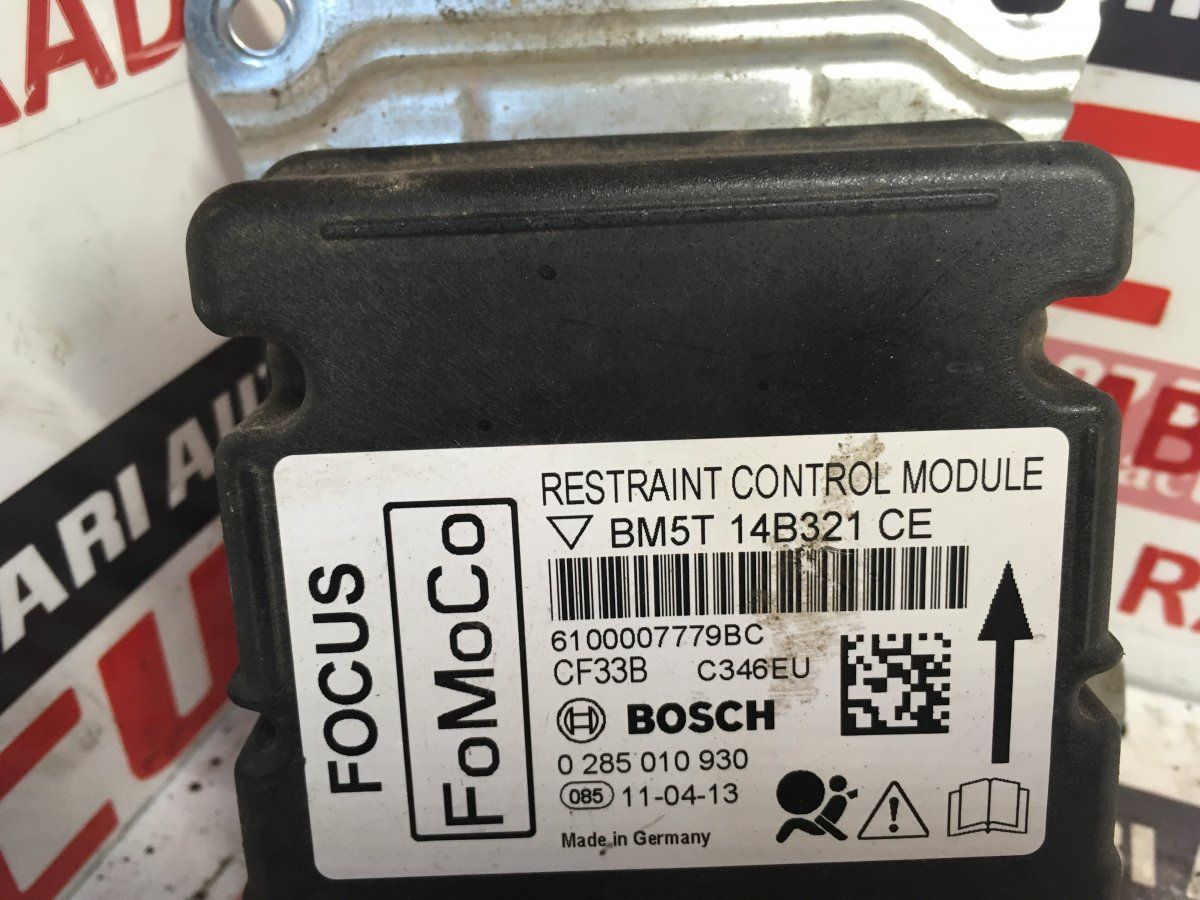 RESTRAINT CONTROL MODULE
BM5T 14B321 CE
6100007779BC
CF33B C346EU
BOSCH
0 285 010 930
085 11-04-13
Made in Germany
FOCUS
FoMoCo